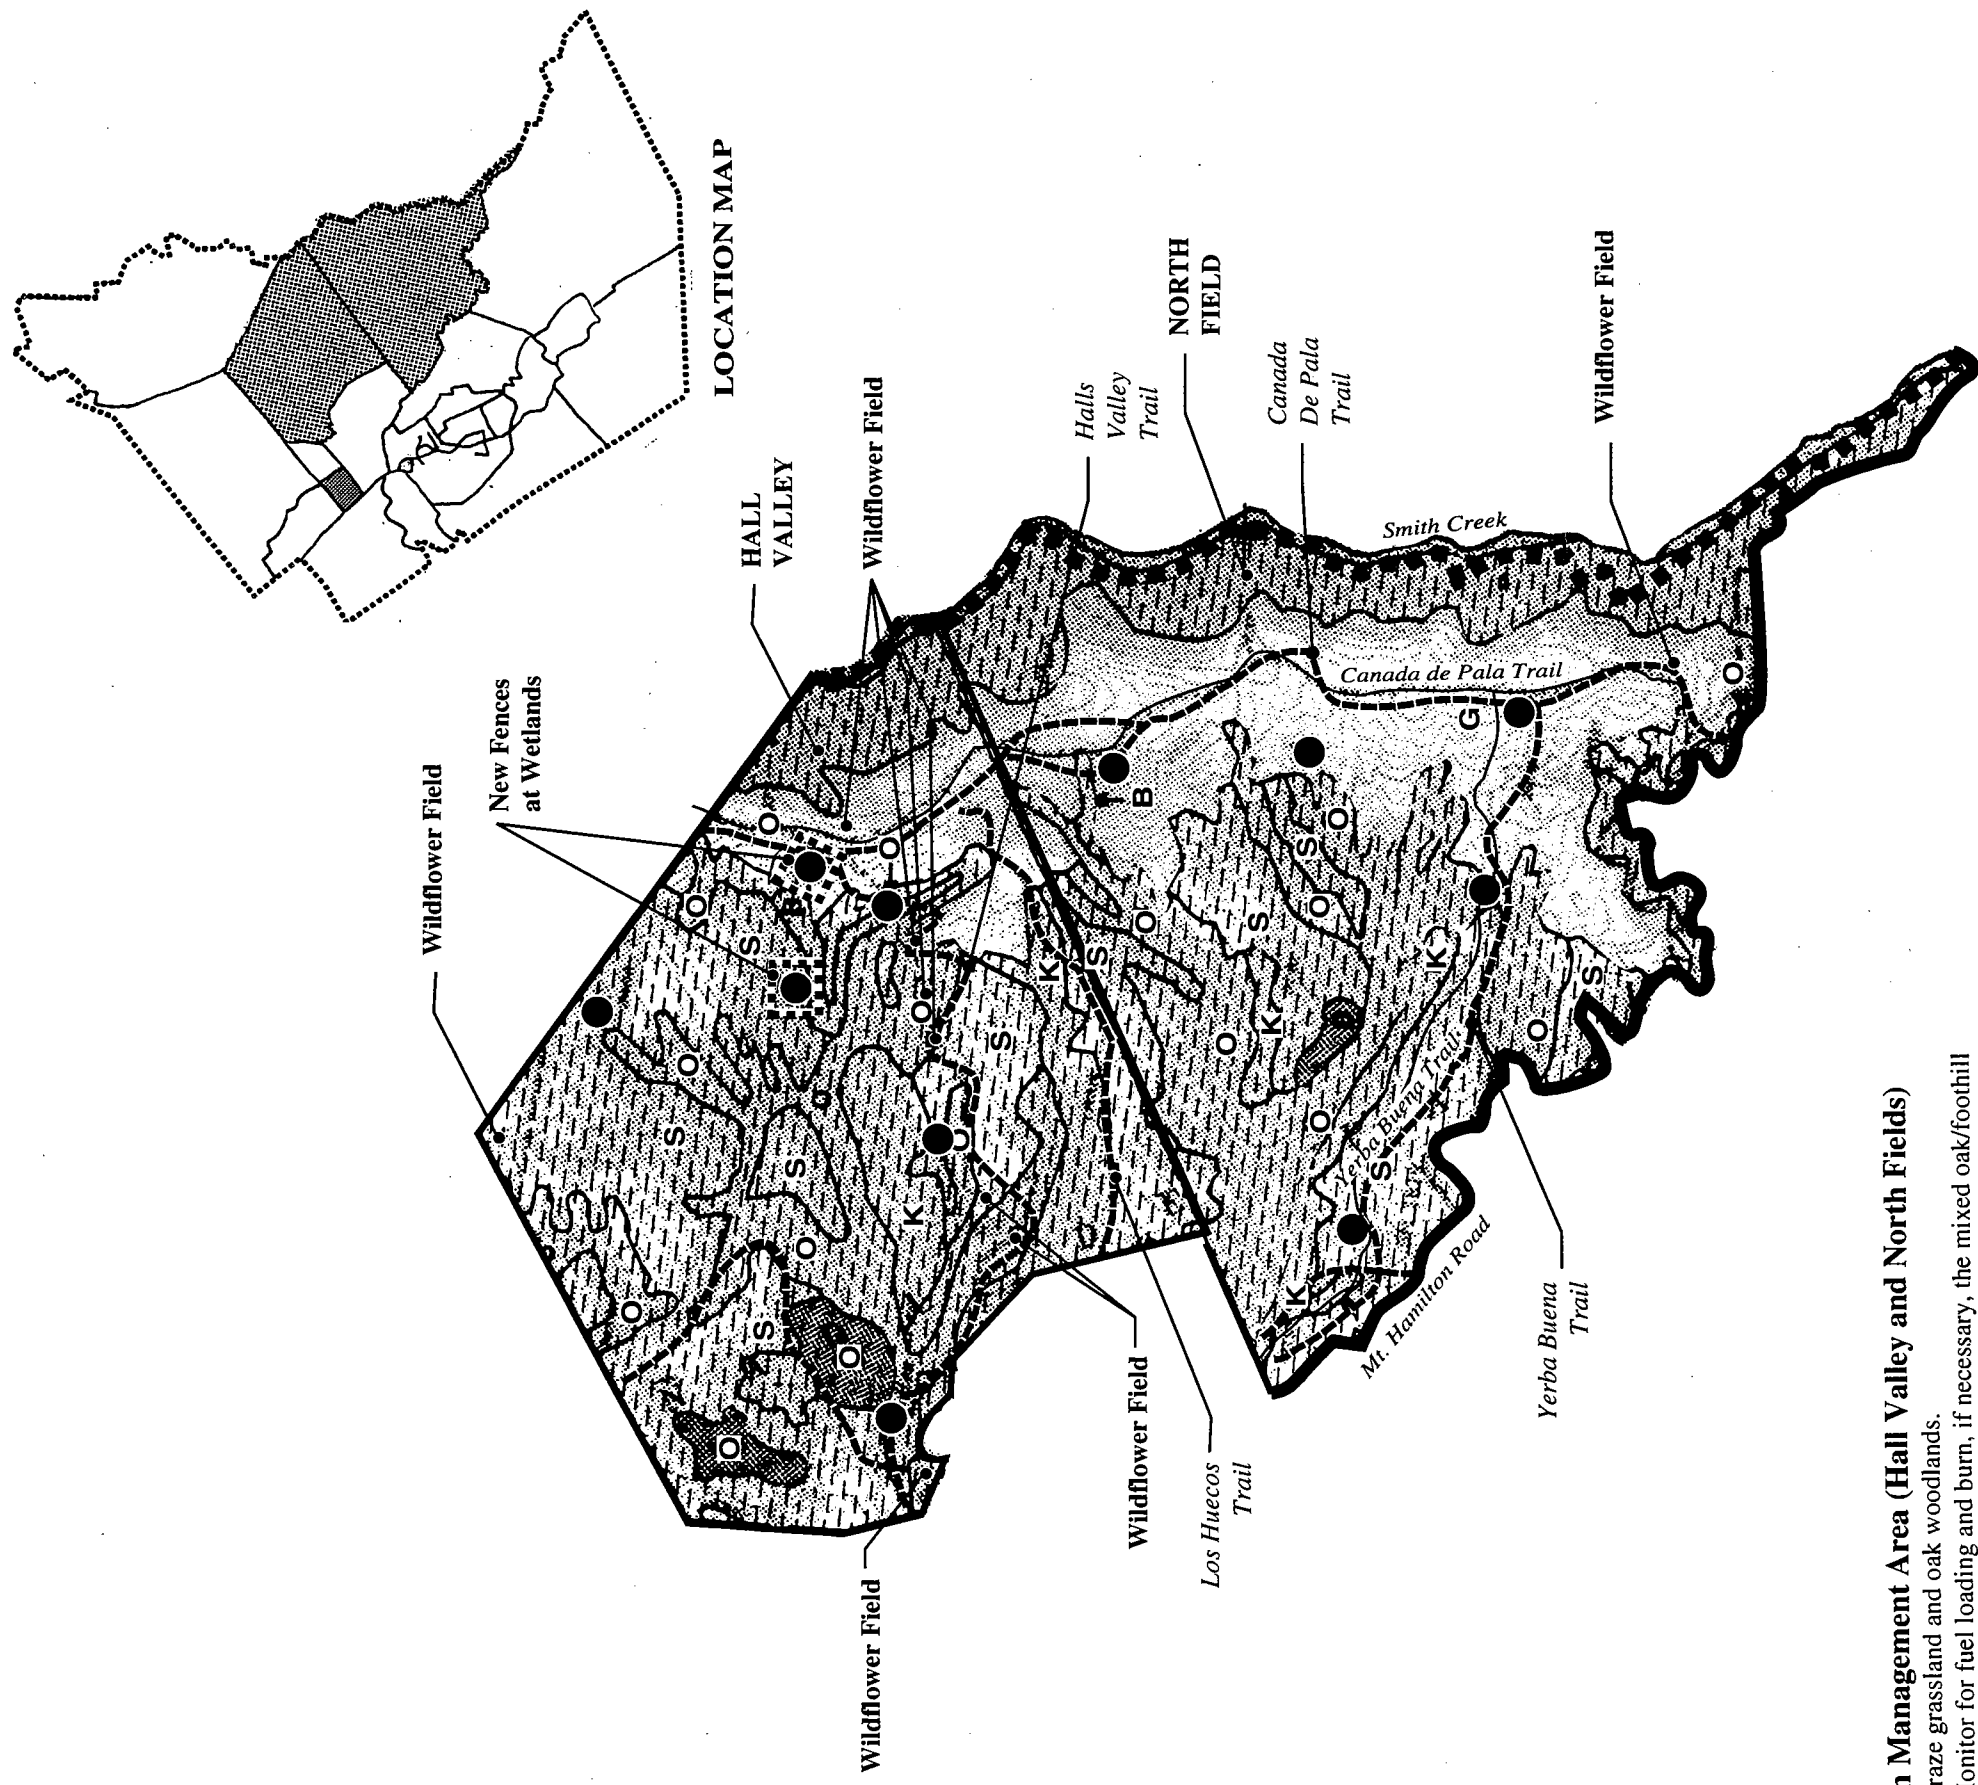 LOCATION MAP
Wildflower Field
New Fences
at Wetlands
HALL
VALLEY
Wildflower Field
Halls
Valley
Trail
NORTH
FIELD
Canada
De Pala
Trail
Wildflower Field
Smith Creek
Canada de Pala Trail
Yerba Buena Trail
Mt. Hamilton Road
Wildflower Field
Wildflower Field
Los Huecos
Trail
Yerba Buena
Trail
O
O
O
S
B
S
O
S
O
O
O
S
O
K
O
S
O
K
S
O
B
G
O
S
O
S
O
K
O
K
O
S
K
S
O
O
Management Area (Hall Valley and North Fields)
grassland and oak woodlands.
for fuel loading and burn, if necessary, the mixed oak/foothill